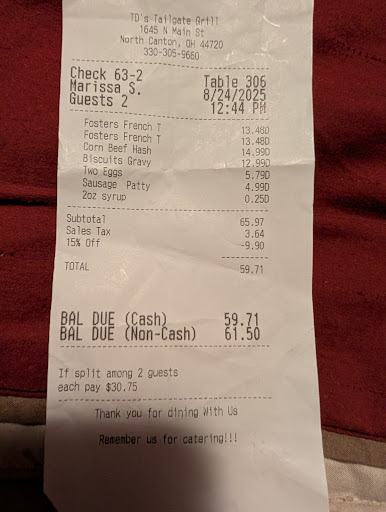 TD's Tailgate Grill
1645 N Main St
North Canton, OH 44720
330-305-9660
Check 63-2 Table 306
Marissa S. 8/24/2025
Guests 2 12:44 PM
Fosters French T 13.48D
Fosters French T 13.48D
Corn Beef Hash 14.99D
Biscuits Gravy 12.99D
Two Eggs 5.79D
Sausage Patty 4.99D
2oz syrup 0.25D
Subtotal 65.97
Sales Tax 3.64
15% Off -9.90
TOTAL 59.71
BAL DUE (Cash) 59.71
BAL DUE (Non-Cash) 61.50
If split among 2 guests
each pay $30.75
Thank you for dining With Us
Remember us for catering!!!